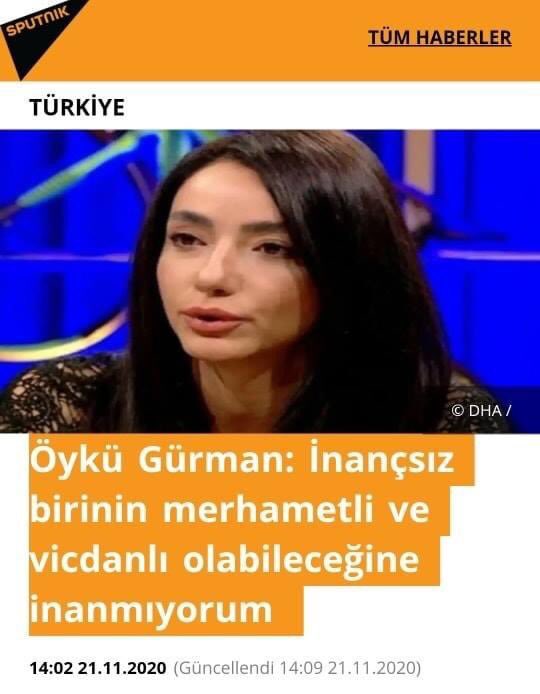 SPUTNIK
TÜM HABERLER
TÜRKİYE
© DHA /
Öykü Gürman: İnançsız
birinin merhametli ve
vicdanlı olabileceğine
inanmıyorum
14:02 21.11.2020 (Güncellendi 14:09 21.11.2020)